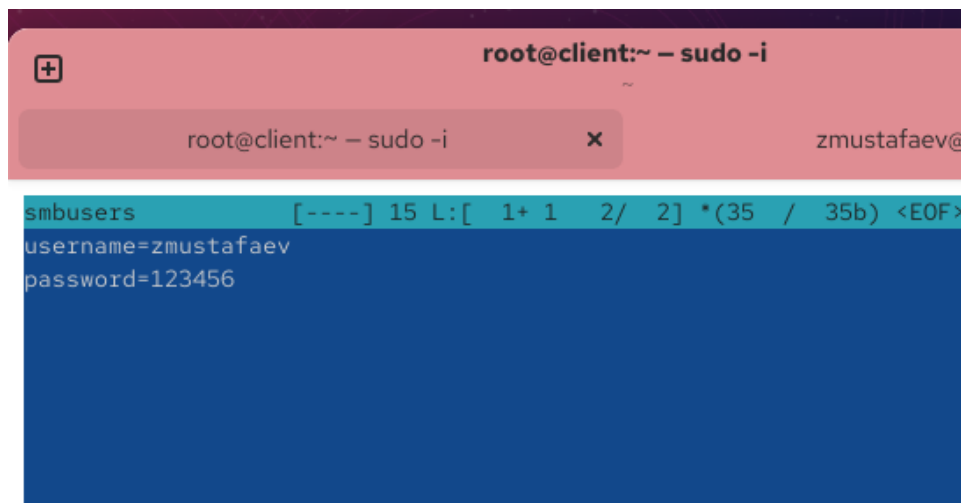 root@client:~ — sudo -i
~
root@client:~ — sudo -i
zmustafaev@
smbusers [----] 15 L:[ 1+ 1 2/ 2] *(35 / 35b) <EOF>
username=zmustafaev
password=123456